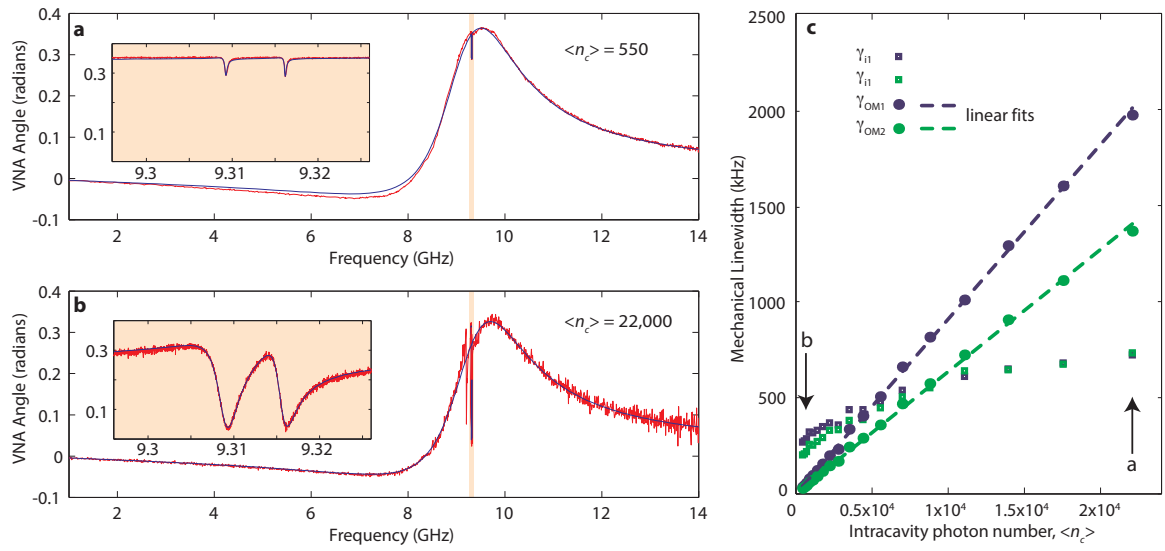 a
<n_c> = 550
VNA Angle (radians)
0.4
0.3
0.2
0.1
0
-0.1
0.3
0.1
9.3
9.31
9.32
2
4
6
8
10
12
14
Frequency (GHz)
b
<n_c> = 22,000
VNA Angle (radians)
0.4
0.3
0.2
0.1
0
-0.1
0.3
0.1
9.3
9.31
9.32
2
4
6
8
10
12
14
Frequency (GHz)
c
γi1
γi1
γOM1
γOM2
linear fits
b
a
Mechanical Linewidth (kHz)
2500
2000
1500
1000
500
0
0
0.5x10⁴
1x10⁴
1.5x10⁴
2x10⁴
Intracavity photon number, <n_c>